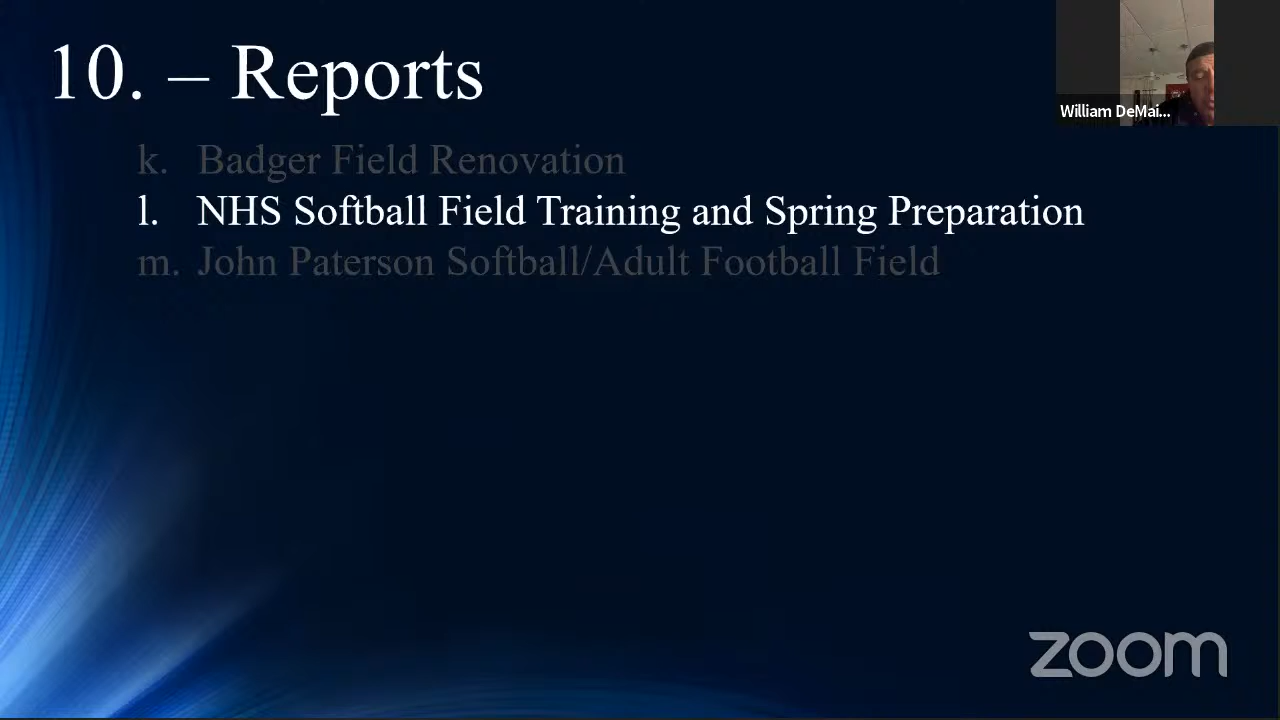 10. – Reports
William DeMai...
k. Badger Field Renovation
l. NHS Softball Field Training and Spring Preparation
m. John Paterson Softball/Adult Football Field
zoom